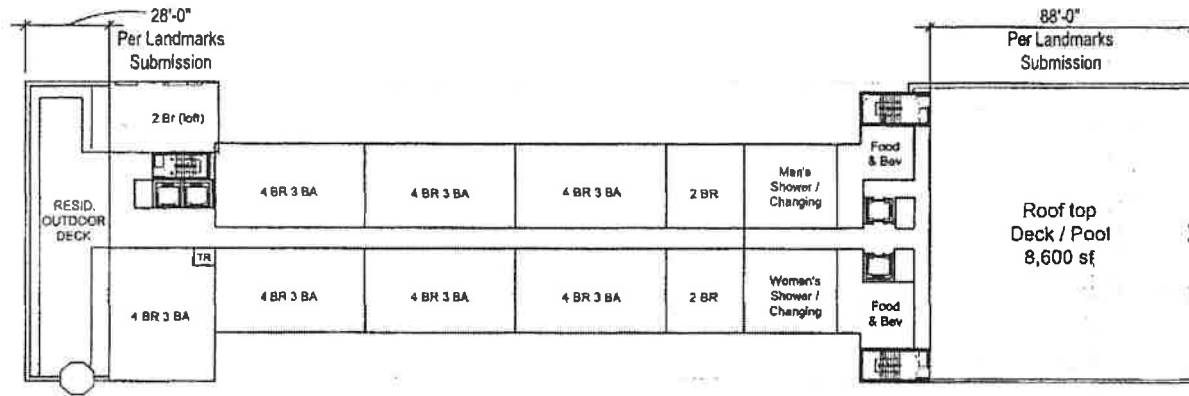 28'-0"
Per Landmarks
Submission
88'-0"
Per Landmarks
Submission
2 Br (loft)
4 BR 3 BA
4 BR 3 BA
4 BR 3 BA
2 BR
Men's
Shower /
Changing
Food
& Bev
RESID.
OUTDOOR
DECK
Roof top
Deck / Pool
8,600 sf
TR
4 BR 3 BA
4 BR 3 BA
4 BR 3 BA
4 BR 3 BA
2 BR
Women's
Shower /
Changing
Food
& Bev